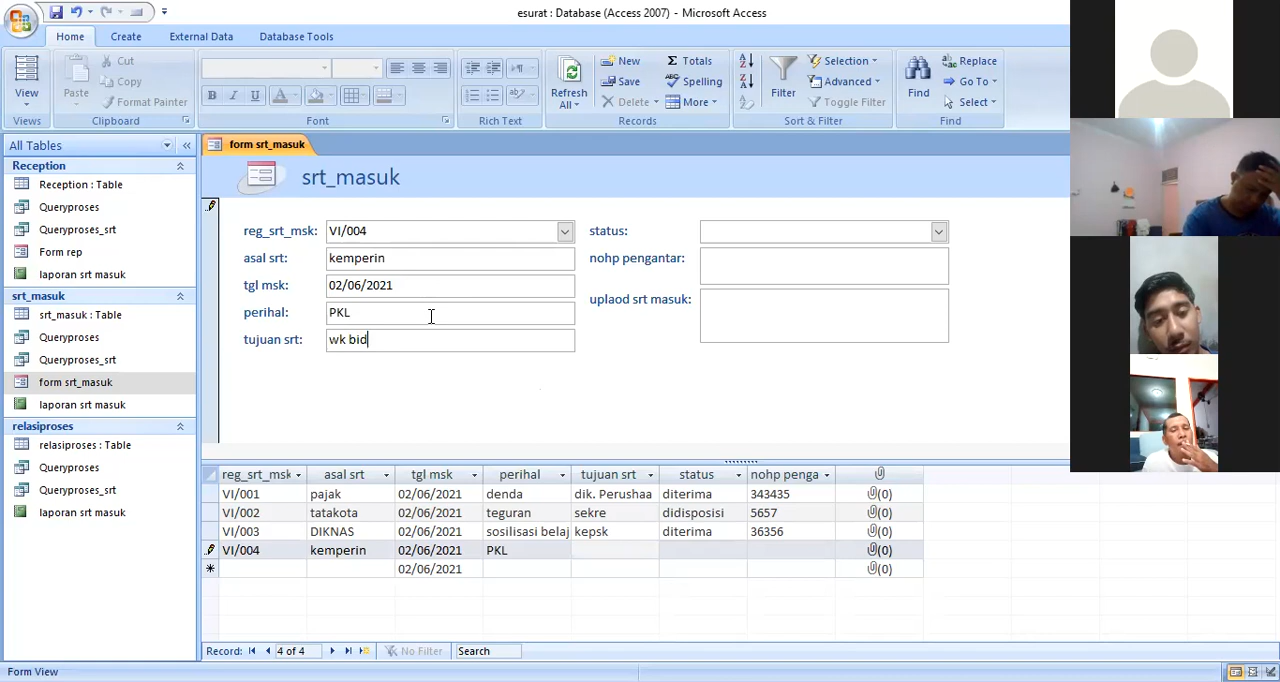 esurat : Database (Access 2007) - Microsoft Access
Home Create External Data Database Tools
View
Views
Paste
Cut
Copy
Format Painter
Clipboard
B I U A
Font
Rich Text
Refresh All
New
Save
Delete
Totals
Spelling
More
Records
Filter
Selection
Advanced
Toggle Filter
Sort & Filter
Find
Replace
Go To
Select
Find
All Tables
Reception
Reception : Table
Queryproses
Queryproses_srt
Form rep
laporan srt masuk
srt_masuk
srt_masuk : Table
Queryproses
Queryproses_srt
form srt_masuk
laporan srt masuk
relasiproses
relasiproses : Table
Queryproses
Queryproses_srt
laporan srt masuk
form srt_masuk
srt_masuk
reg_srt_msk: VI/004
asal srt: kemperin
tgl msk: 02/06/2021
perihal: PKL
tujuan srt: wk bid
status:
nohp pengantar:
uplaod srt masuk:
reg_srt_msk asal srt tgl msk perihal tujuan srt status nohp penga
VI/001 pajak 02/06/2021 denda dik. Perushaa diterima 343435 (0)
VI/002 tatakota 02/06/2021 teguran sekre didisposisi 5657 (0)
VI/003 DIKNAS 02/06/2021 sosilisasi belaj kepsk diterima 36356 (0)
VI/004 kemperin 02/06/2021 PKL (0)
02/06/2021 (0)
Record: 4 of 4 No Filter Search
Form View